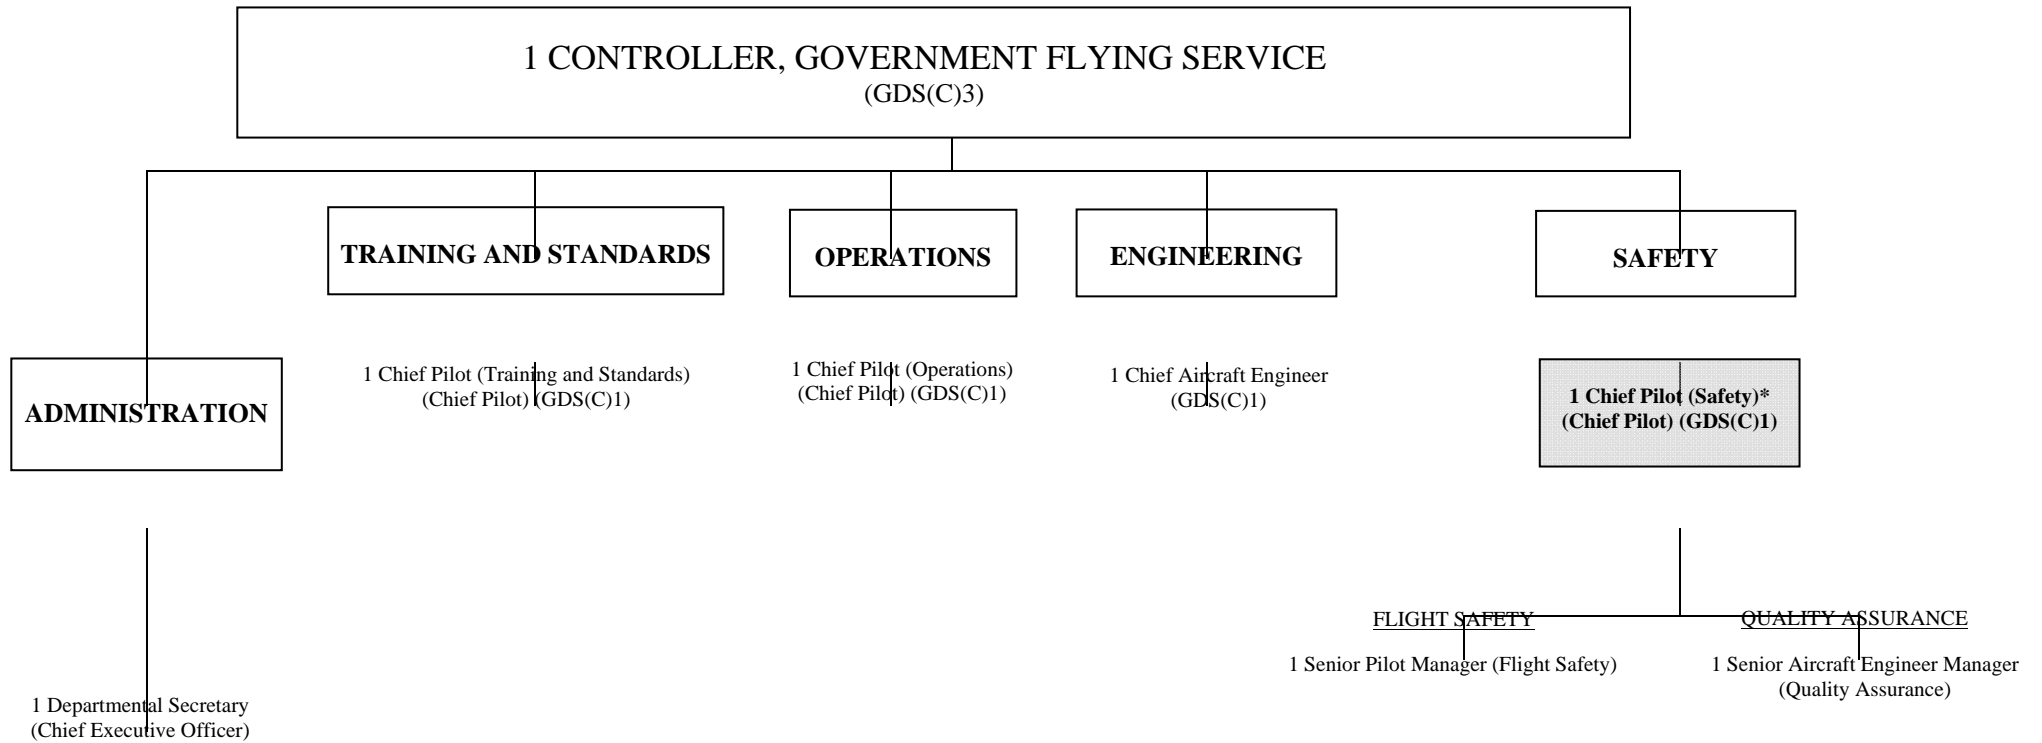 1 CONTROLLER, GOVERNMENT FLYING SERVICE
(GDS(C)3)
TRAINING AND STANDARDS
OPERATIONS
ENGINEERING
SAFETY
1 Chief Pilot (Training and Standards)
(Chief Pilot) (GDS(C)1)
1 Chief Pilot (Operations)
(Chief Pilot) (GDS(C)1)
1 Chief Aircraft Engineer
(GDS(C)1)
1 Chief Pilot (Safety)*
(Chief Pilot) (GDS(C)1)
ADMINISTRATION
FLIGHT SAFETY
1 Senior Pilot Manager (Flight Safety)
QUALITY ASSURANCE
1 Senior Aircraft Engineer Manager
(Quality Assurance)
1 Departmental Secretary
(Chief Executive Officer)